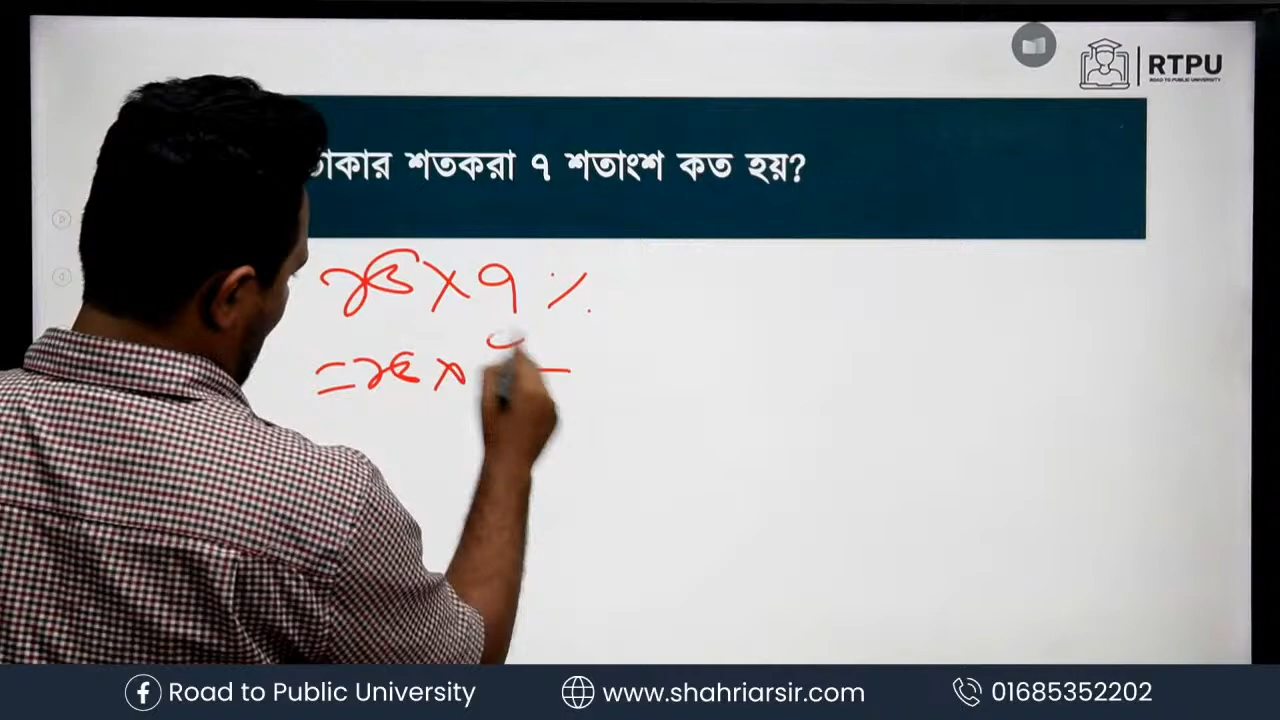 RTPU
ROAD TO PUBLIC UNIVERSITY
টাকার শতকরা ৭ শতাংশ কত হয়?
২৫ × ৭ %
= ২৫ ×
Road to Public University
www.shahriarsir.com
01685352202